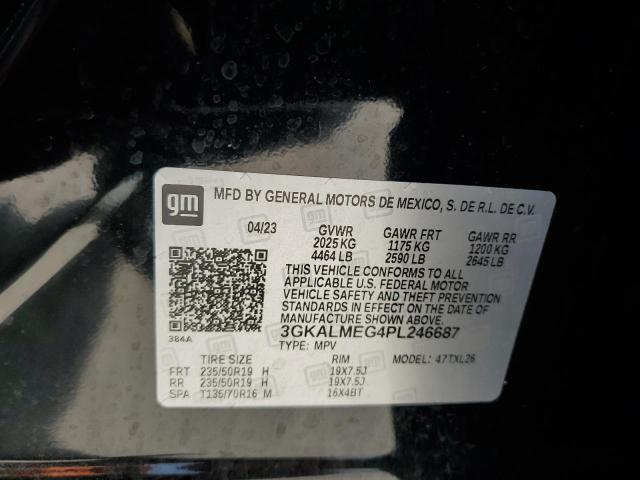 gm
MFD BY GENERAL MOTORS DE MEXICO, S. DE R.L. DE C.V.
04/23 GVWR GAWR FRT GAWR RR
2025 KG 1175 KG 1200 KG
4464 LB 2590 LB 2645 LB
THIS VEHICLE CONFORMS TO ALL
APPLICABLE U.S. FEDERAL MOTOR
VEHICLE SAFETY AND THEFT PREVENTION
STANDARDS IN EFFECT ON THE DATE OF
MANUFACTURE SHOWN ABOVE.
3GKALMEG4PL246687
384A TYPE: MPV MODEL: 47TXL26
TIRE SIZE RIM
FRT 235/50R19 H 19X7.5J
RR 235/50R19 H 19X7.5J
SPA T135/70R16 M 16X4BT